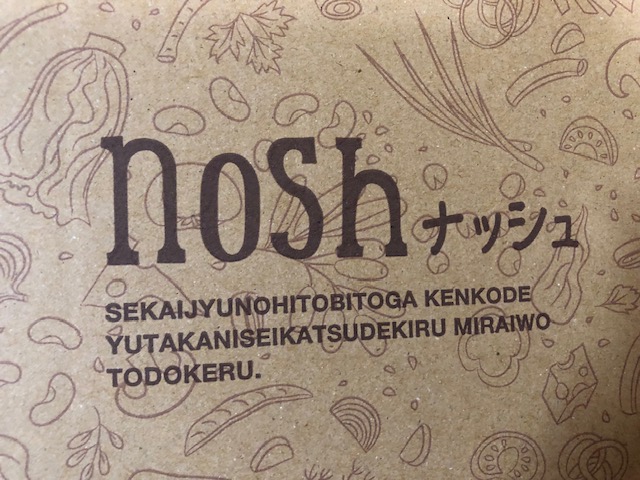 nosh ナッシュ
SEKAIJYUNOHITOBITOGA KENKODE
YUTAKANISEIKATSUDEKIRU MIRAIWO
TODOKERU.